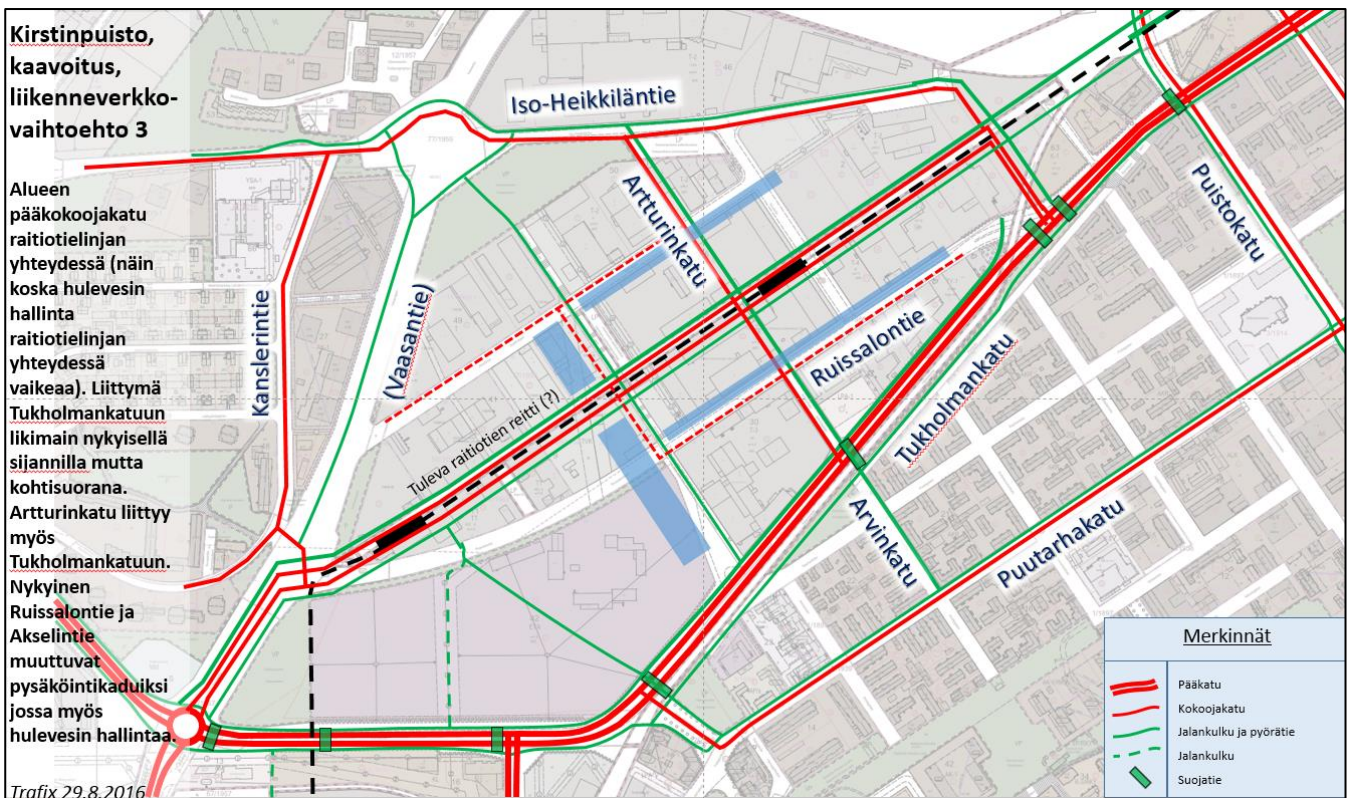 Kirstinpuisto,
kaavoitus,
liikenneverkko-
vaihtoehto 3
Alueen
pääkokoojakatu
raitiotielinjan
yhteydessä (näin
koska hulevesin
hallinta
raitiotielinjan
yhteydessä
vaikeaa). Liittymä
Tukholmankatuun
likimain nykyisellä
sijannilla mutta
kohtisuorana.
Artturinkatu liittyy
myös
Tukholmankatuun.
Nykyinen
Ruissalontie ja
Akselintie
muuttuvat
pysäköintikaduiksi
jossa myös
hulevesin hallintaa.
Trafix 29.8.2016
Iso-Heikkiläntie
Artturinkatu
Puistokatu
Kanslerintie
(Vaasantie)
Ruissalontie
Tukholmankatu
Tuleva raitiotien reitti (?)
Arvinkatu
Puutarhakatu
Merkinnät
Pääkatu
Kokoojakatu
Jalankulku ja pyörätie
Jalankulku
Suojatie